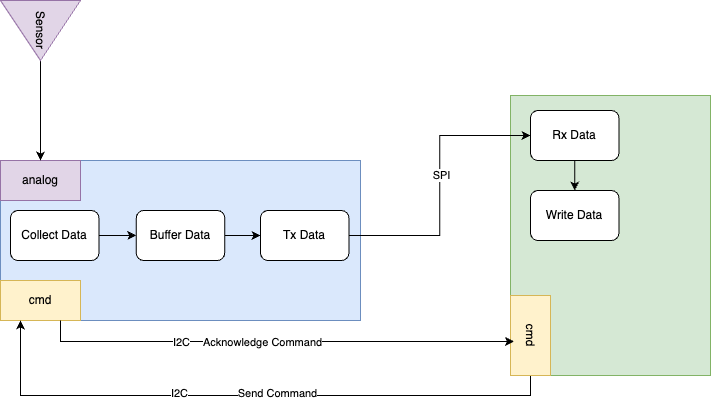 Sensor
analog
Collect Data
Buffer Data
Tx Data
SPI
Rx Data
Write Data
cmd
cmd
I2C Acknowledge Command
I2C Send Command